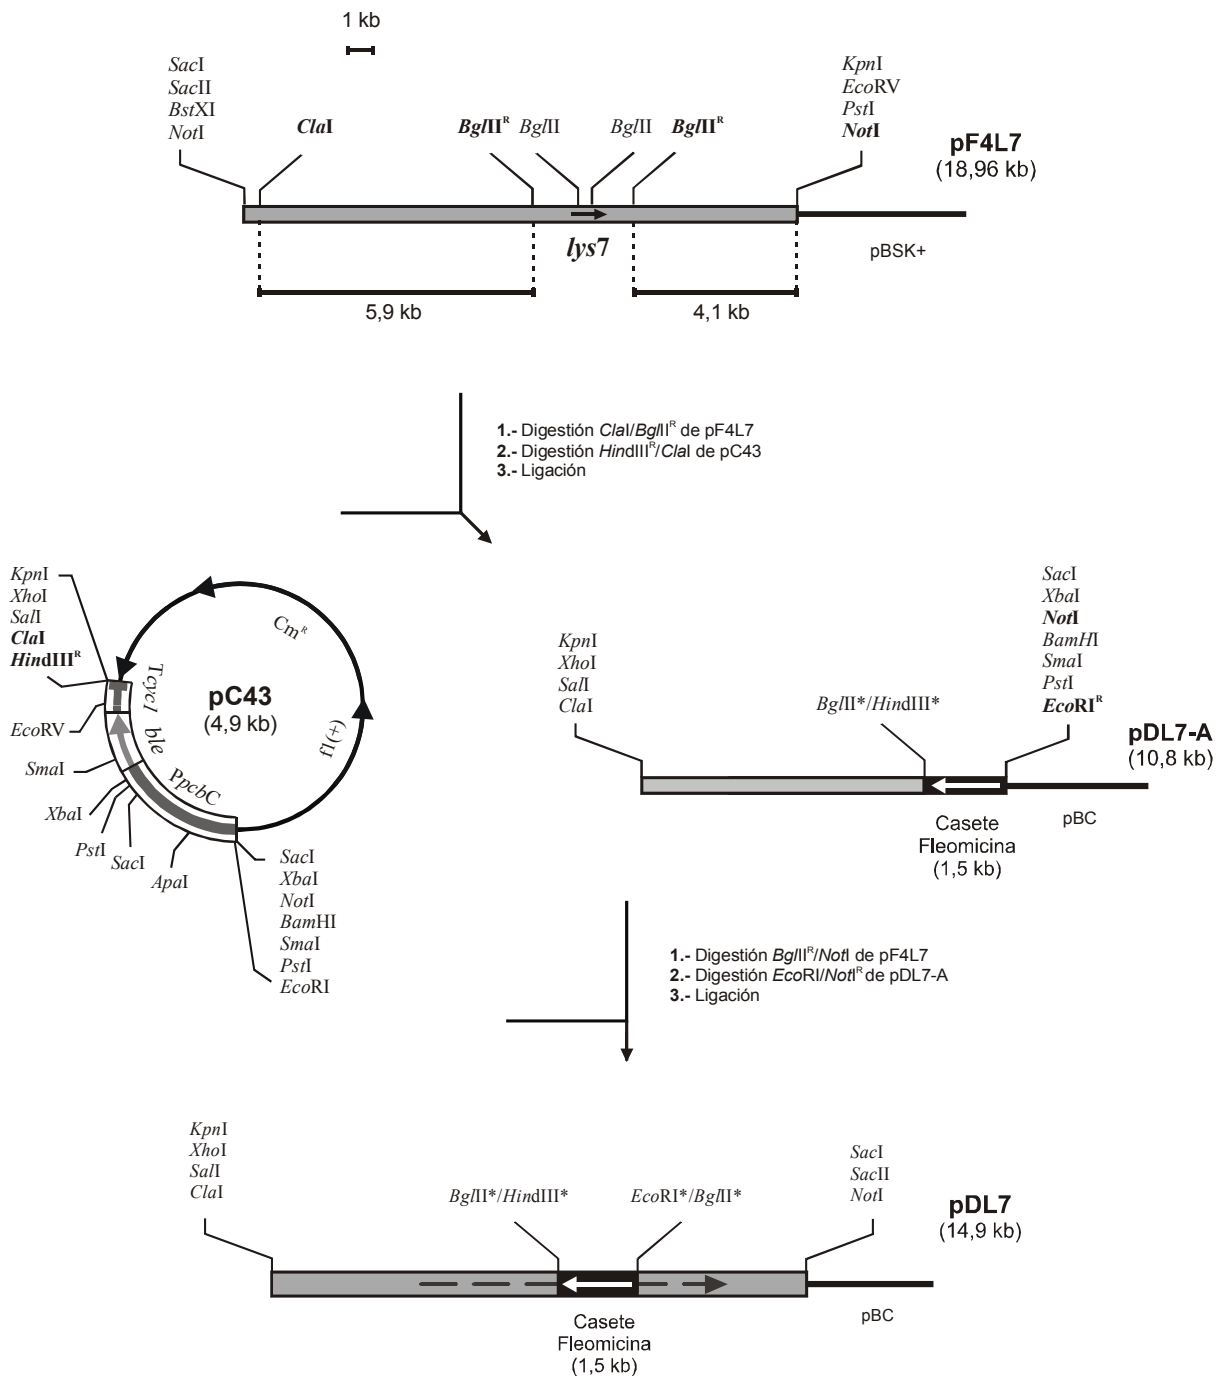 1 kb
SacI
SacII
BstXI
NotI
ClaI
BglII^R
BglII
BglII
BglII^R
KpnI
EcoRV
PstI
NotI
pF4L7
(18,96 kb)
lys7
pBSK+
5,9 kb
4,1 kb
1.- Digestión ClaI/BglII^R de pF4L7
2.- Digestión HindIII^R/ClaI de pC43
3.- Ligación
KpnI
XhoI
SalI
ClaI
HindIII^R
EcoRV
SmaI
XbaI
PstI
SacI
ApaI
Cm^R
pC43
(4,9 kb)
f1(+)
TcycI
ble
PpcbC
SacI
XbaI
NotI
BamHI
SmaI
PstI
EcoRI
KpnI
XhoI
SalI
ClaI
BglII*/HindIII*
SacI
XbaI
NotI
BamHI
SmaI
PstI
EcoRI^R
pDL7-A
(10,8 kb)
pBC
Casete
Fleomicina
(1,5 kb)
1.- Digestión BglII^R/NotI de pF4L7
2.- Digestión EcoRI/NotI^R de pDL7-A
3.- Ligación
KpnI
XhoI
SalI
ClaI
BglII*/HindIII*
EcoRI*/BglII*
SacI
SacII
NotI
pDL7
(14,9 kb)
pBC
Casete
Fleomicina
(1,5 kb)